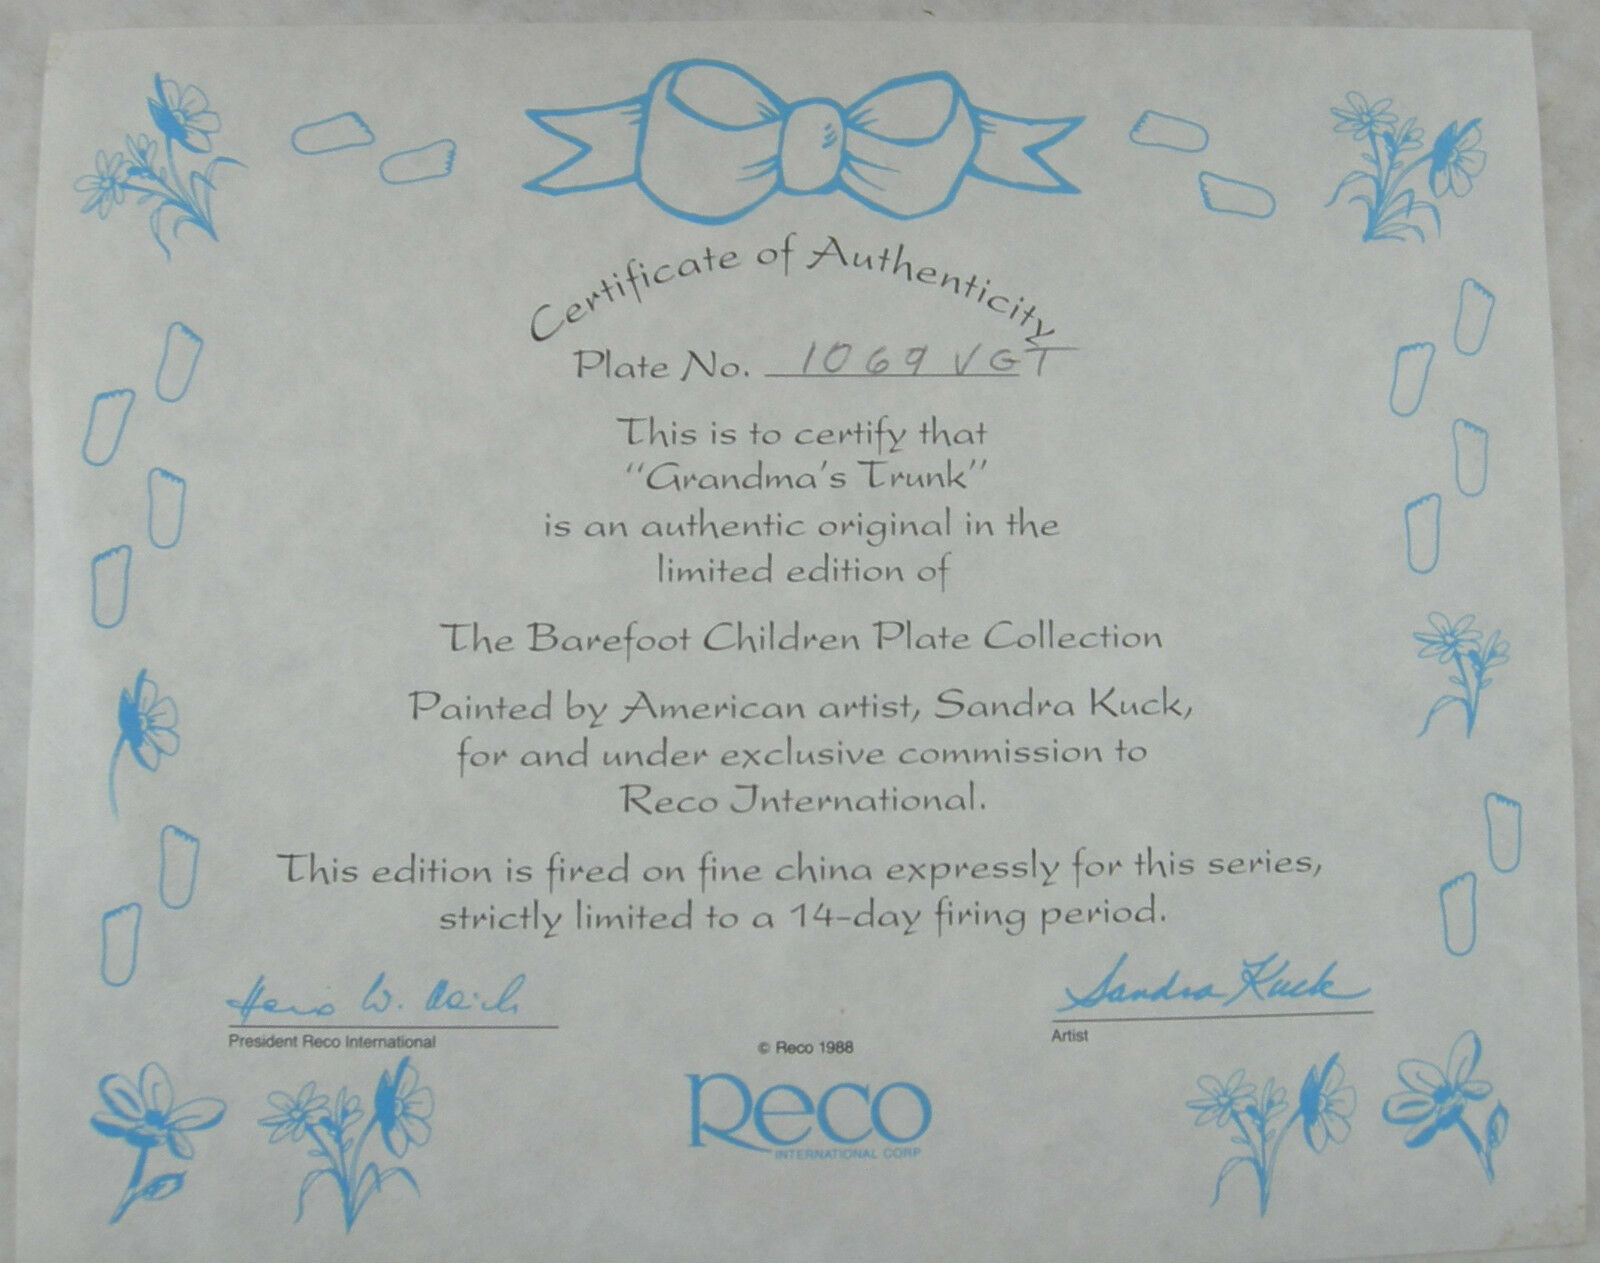 Certificate of Authenticity
Plate No. 1069 VGT
This is to certify that
"Grandma's Trunk"
is an authentic original in the
limited edition of
The Barefoot Children Plate Collection
Painted by American artist, Sandra Kuck,
for and under exclusive commission to
Reco International.
This edition is fired on fine china expressly for this series,
strictly limited to a 14-day firing period.
W.
Sandra Kuck
President Reco International
Artist
© Reco 1988
Reco
INTERNATIONAL CORP